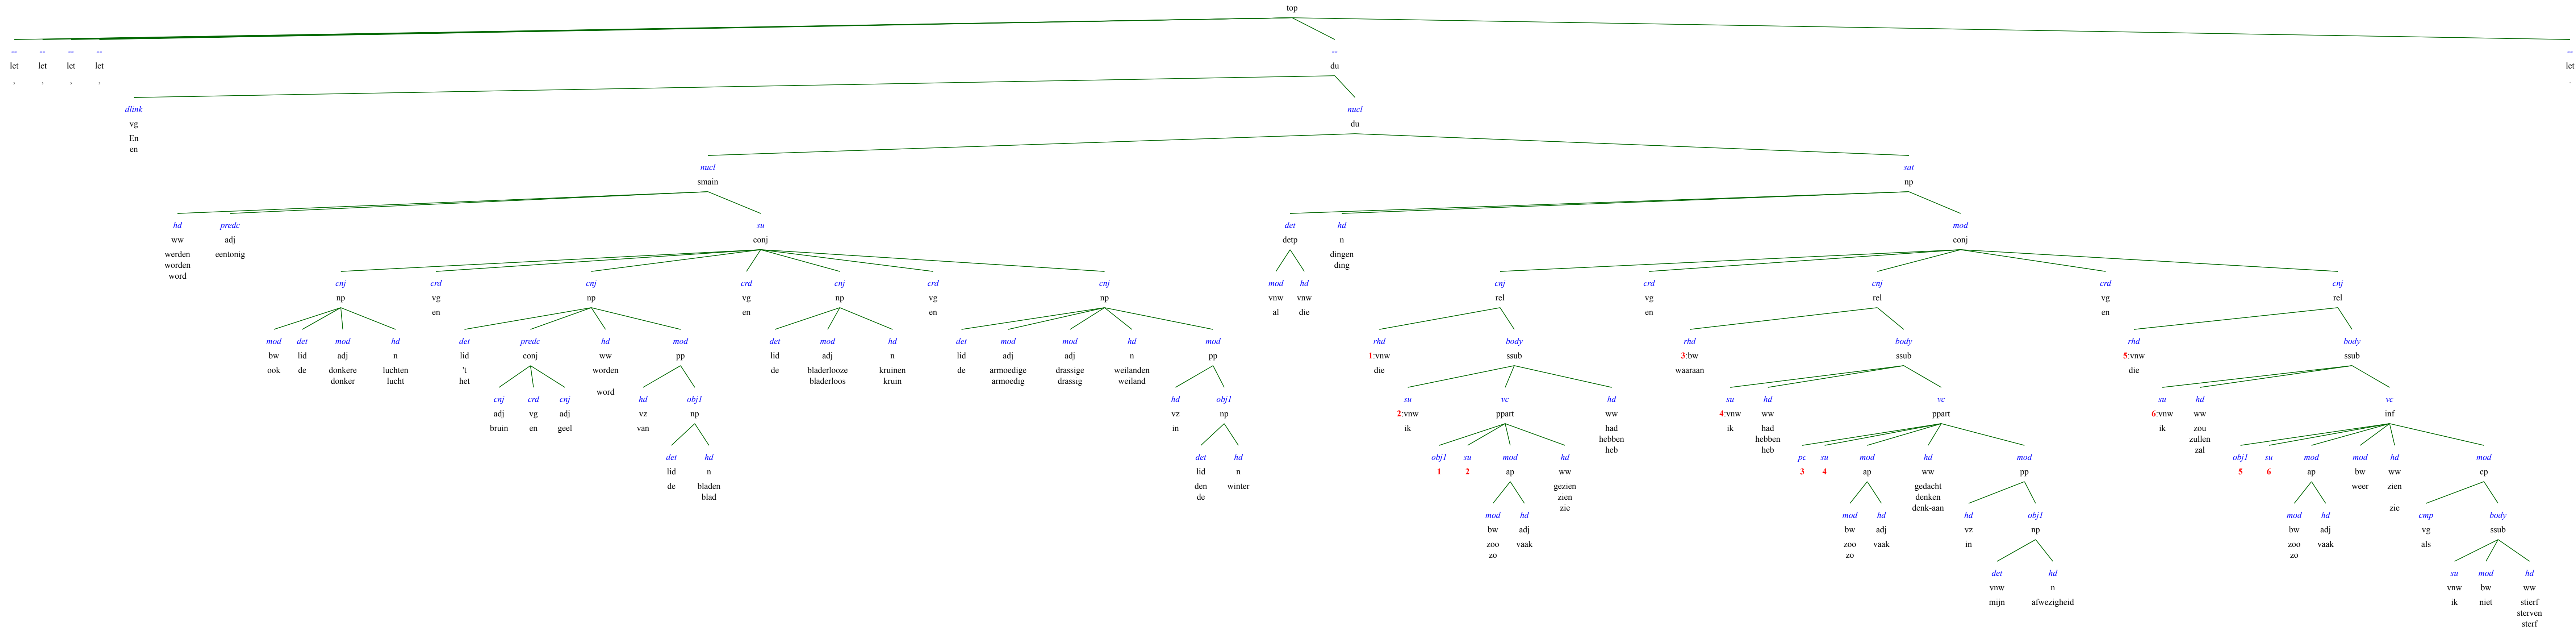 top
-- -- -- -- -- --
let let let let du let
, , , , .
dlink nucl
vg du
En
en
nucl sat
smain np
hd predc su det hd mod
ww adj conj detp n conj
werden eentonig dingen
worden ding
word
cnj crd cnj crd cnj crd cnj mod hd cnj crd cnj crd cnj
np vg np vg np vg np vnw vnw rel vg rel vg rel
en en en al die en en
mod det mod hd det predc hd mod det mod hd det mod mod hd mod rhd body rhd body rhd body
bw lid adj n lid conj ww pp lid adj n lid adj adj n pp 1:vnw ssub 3:bw ssub 5:vnw ssub
ook de donkere luchten 't worden de bladerlooze kruinen de armoedige drassige weilanden die waaraan die
donker lucht het bladerloos kruin armoedig drassig weiland
word
cnj crd cnj hd obj1 hd obj1 su vc hd su hd vc su hd vc
adj vg adj vz np vz np 2:vnw ppart ww 4:vnw ww ppart 6:vnw ww inf
bruin en geel van in ik had ik had ik zou
hebben hebben zullen
heb heb zal
det hd det hd obj1 su mod hd pc su mod hd mod obj1 su mod mod hd mod
lid n lid n 1 2 ap ww 3 4 ap ww pp 5 6 ap bw ww cp
de bladen den winter gezien gedacht weer zien
blad de zien denken
zie denk-aan zie
mod hd mod hd hd obj1 mod hd cmp body
bw adj bw adj vz np bw adj vg ssub
zoo vaak zoo vaak in zoo vaak als
zo zo zo
det hd su mod hd
vnw n vnw bw ww
mijn afwezigheid ik niet stierf
sterven
sterf